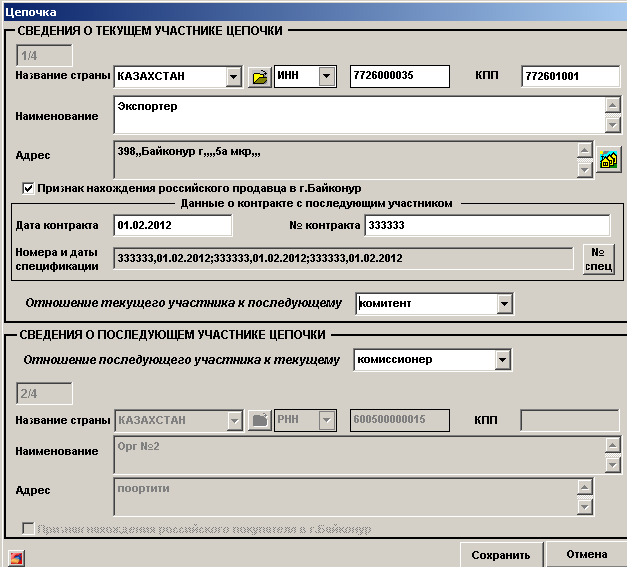 Цепочка
СВЕДЕНИЯ О ТЕКУЩЕМ УЧАСТНИКЕ ЦЕПОЧКИ
1/4
Название страны КАЗАХСТАН ИНН 7726000035 КПП 772601001
Наименование Экспортер
Адрес 398,,Байконур г,,,,5а мкр,,,
Признак нахождения российского продавца в г.Байконур
Данные о контракте с последующим участником
Дата контракта 01.02.2012 № контракта 333333
Номера и даты спецификации 333333,01.02.2012;333333,01.02.2012;333333,01.02.2012 № спец
Отношение текущего участника к последующему комитент
СВЕДЕНИЯ О ПОСЛЕДУЮЩЕМ УЧАСТНИКЕ ЦЕПОЧКИ
Отношение последующего участника к текущему комиссионер
2/4
Название страны КАЗАХСТАН РНН 600500000015 КПП
Наименование Орг №2
Адрес поортити
Признак нахождения российского покупателя в г.Байконур
Сохранить Отмена